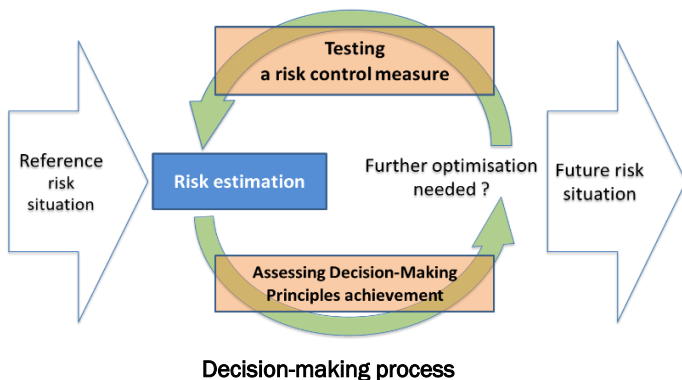 Testing
a risk control measure
Reference
risk
situation
Risk estimation
Further optimisation
needed ?
Future risk
situation
Assessing Decision-Making
Principles achievement
Decision-making process